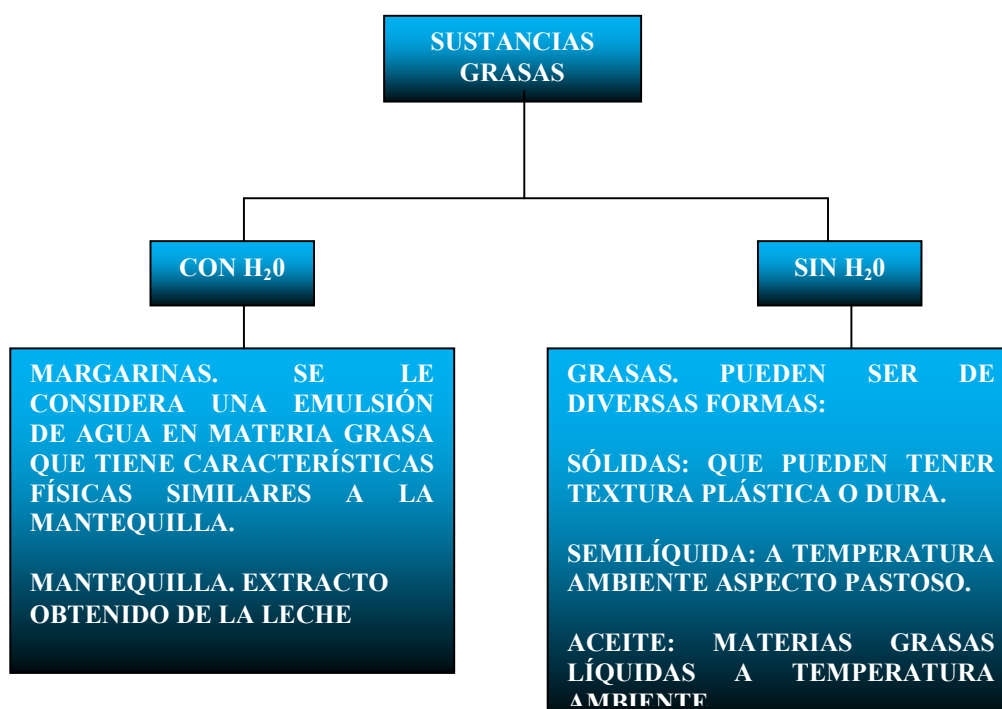 SUSTANCIAS
GRASAS
CON H₂0
SIN H₂0
MARGARINAS. SE LE
CONSIDERA UNA EMULSIÓN
DE AGUA EN MATERIA GRASA
QUE TIENE CARACTERÍSTICAS
FÍSICAS SIMILARES A LA
MANTEQUILLA.
MANTEQUILLA. EXTRACTO
OBTENIDO DE LA LECHE
GRASAS. PUEDEN SER DE
DIVERSAS FORMAS:
SÓLIDAS: QUE PUEDEN TENER
TEXTURA PLÁSTICA O DURA.
SEMILÍQUIDA: A TEMPERATURA
AMBIENTE ASPECTO PASTOSO.
ACEITE: MATERIAS GRASAS
LÍQUIDAS A TEMPERATURA
AMBIENTE